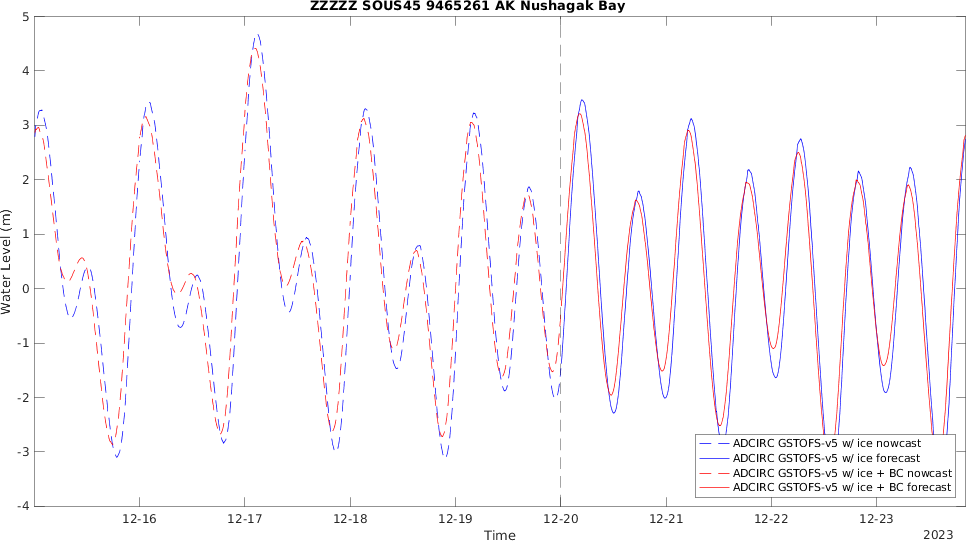 ZZZZZ SOUS45 9465261 AK Nushagak Bay
Water Level (m)
5
4
3
2
1
0
-1
-2
-3
-4
12-16 12-17 12-18 12-19 12-20 12-21 12-22 12-23
Time
2023
ADCIRC GSTOFS-v5 w/ ice nowcast
ADCIRC GSTOFS-v5 w/ ice forecast
ADCIRC GSTOFS-v5 w/ ice + BC nowcast
ADCIRC GSTOFS-v5 w/ ice + BC forecast